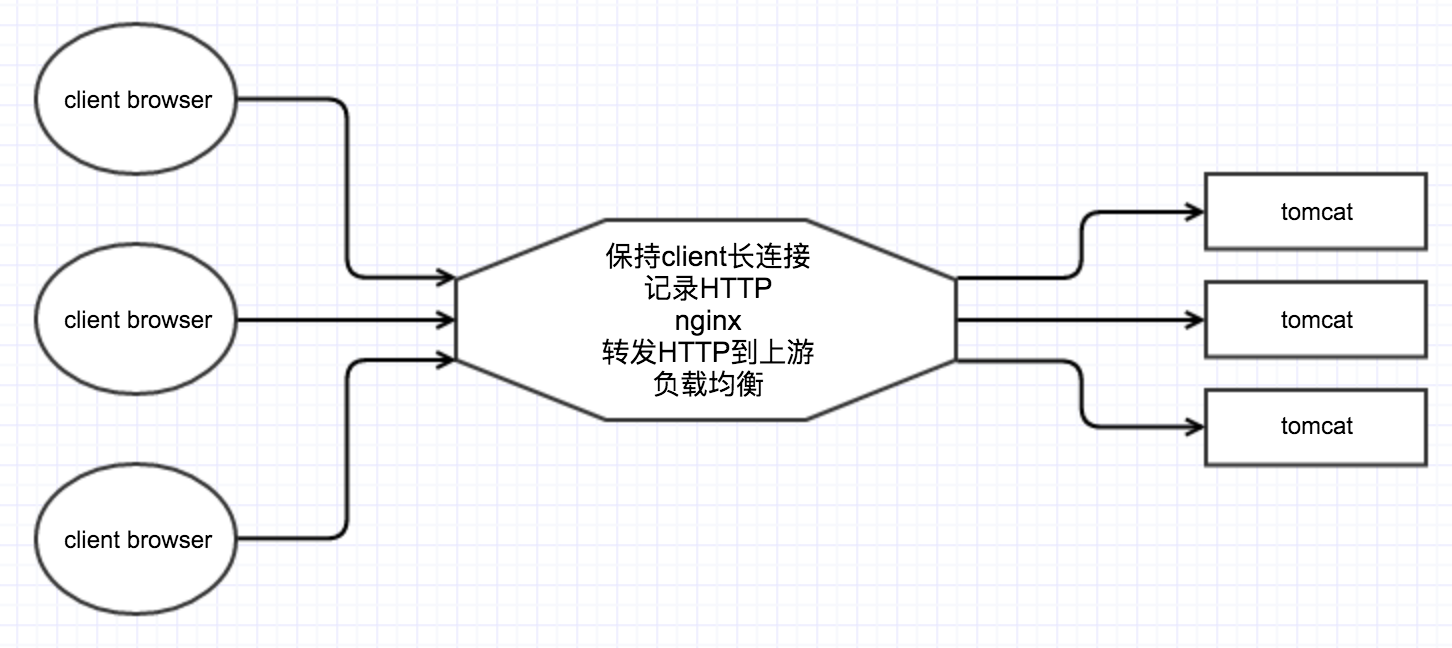 client browser
client browser
client browser
保持client长连接
记录HTTP
nginx
转发HTTP到上游
负载均衡
tomcat
tomcat
tomcat